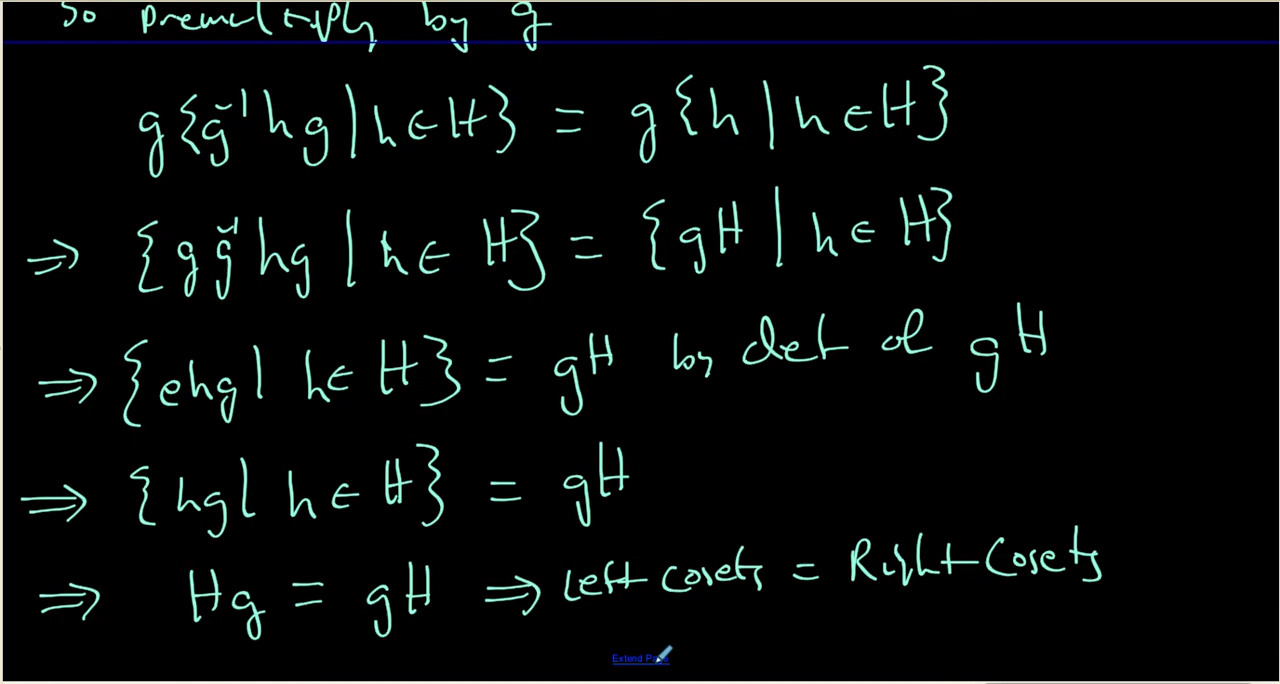 So premultiply by g
g{g⁻¹hg | h ∈ H} = g{h | h ∈ H}
⇒ {gg⁻¹hg | h ∈ H} = {gH | h ∈ H}
⇒ {ehg | h ∈ H} = gH by def of gH
⇒ {hg | h ∈ H} = gH
⇒ Hg = gH ⇒ Left cosets = Right Cosets
Extend Page